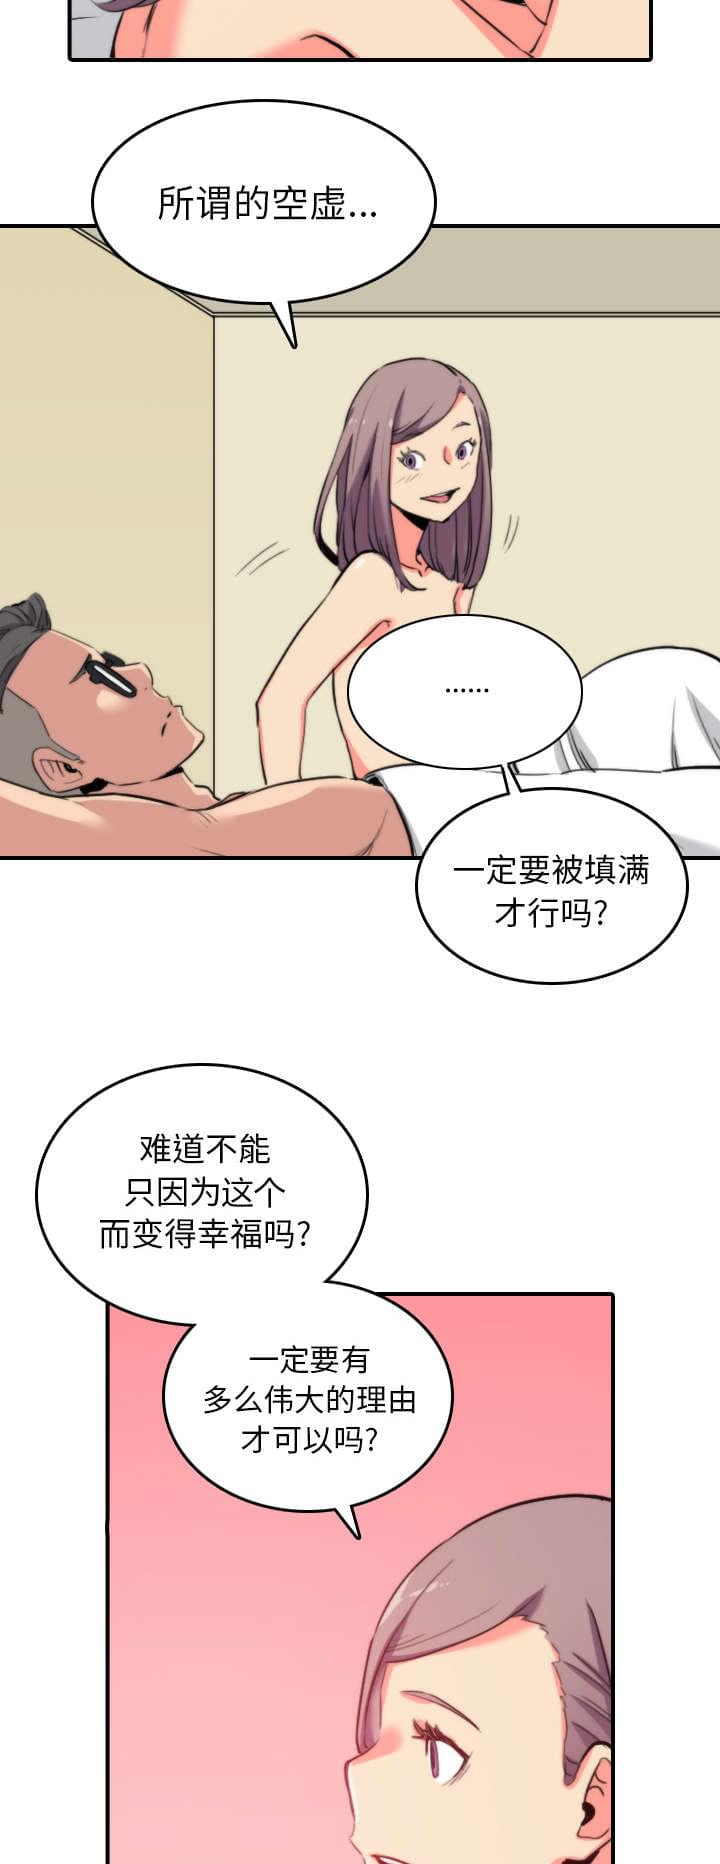 所谓的空虚...
......
一定要被填满
才行吗?
难道不能
只因为这个
而变得幸福吗?
一定要有
多么伟大的理由
才可以吗?